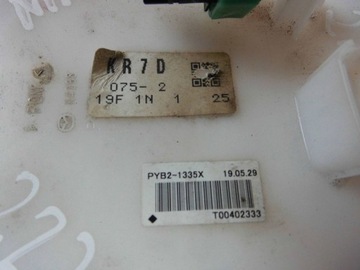 KR7D
075- 2
19F 1N 1 25
PYB2-1335X 19.05.29
T00402333